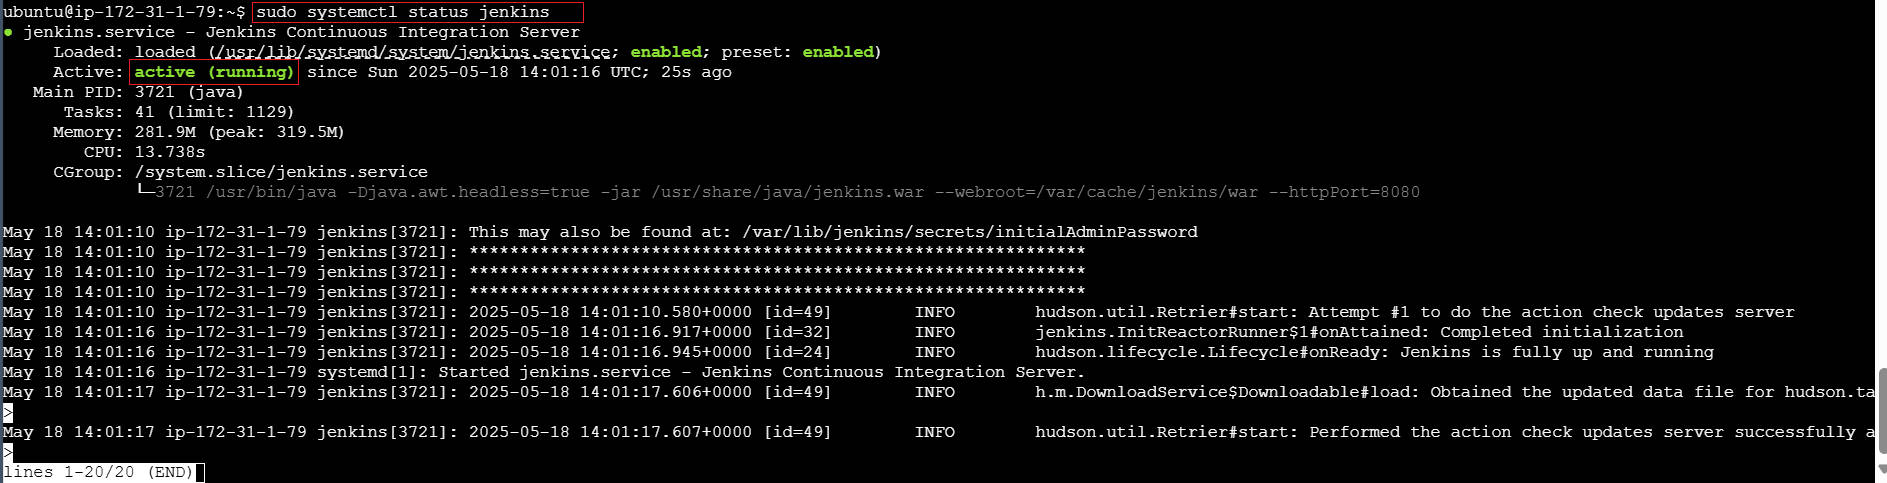 ubuntu@ip-172-31-1-79:~$ sudo systemctl status jenkins
● jenkins.service - Jenkins Continuous Integration Server
Loaded: loaded (/usr/lib/systemd/system/jenkins.service; enabled; preset: enabled)
Active: active (running) since Sun 2025-05-18 14:01:16 UTC; 25s ago
Main PID: 3721 (java)
Tasks: 41 (limit: 1129)
Memory: 281.9M (peak: 319.5M)
CPU: 13.738s
CGroup: /system.slice/jenkins.service
└─3721 /usr/bin/java -Djava.awt.headless=true -jar /usr/share/java/jenkins.war --webroot=/var/cache/jenkins/war --httpPort=8080
May 18 14:01:10 ip-172-31-1-79 jenkins[3721]: This may also be found at: /var/lib/jenkins/secrets/initialAdminPassword
May 18 14:01:10 ip-172-31-1-79 jenkins[3721]: *************************************************************
May 18 14:01:10 ip-172-31-1-79 jenkins[3721]: *************************************************************
May 18 14:01:10 ip-172-31-1-79 jenkins[3721]: *************************************************************
May 18 14:01:10 ip-172-31-1-79 jenkins[3721]: 2025-05-18 14:01:10.580+0000 [id=49] INFO hudson.util.Retrier#start: Attempt #1 to do the action check updates server
May 18 14:01:16 ip-172-31-1-79 jenkins[3721]: 2025-05-18 14:01:16.917+0000 [id=32] INFO jenkins.InitReactorRunner$1#onAttained: Completed initialization
May 18 14:01:16 ip-172-31-1-79 jenkins[3721]: 2025-05-18 14:01:16.945+0000 [id=24] INFO hudson.lifecycle.Lifecycle#onReady: Jenkins is fully up and running
May 18 14:01:16 ip-172-31-1-79 systemd[1]: Started jenkins.service - Jenkins Continuous Integration Server.
May 18 14:01:17 ip-172-31-1-79 jenkins[3721]: 2025-05-18 14:01:17.606+0000 [id=49] INFO h.m.DownloadService$Downloadable#load: Obtained the updated data file for hudson.ta
>
May 18 14:01:17 ip-172-31-1-79 jenkins[3721]: 2025-05-18 14:01:17.607+0000 [id=49] INFO hudson.util.Retrier#start: Performed the action check updates server successfully a
>
lines 1-20/20 (END)